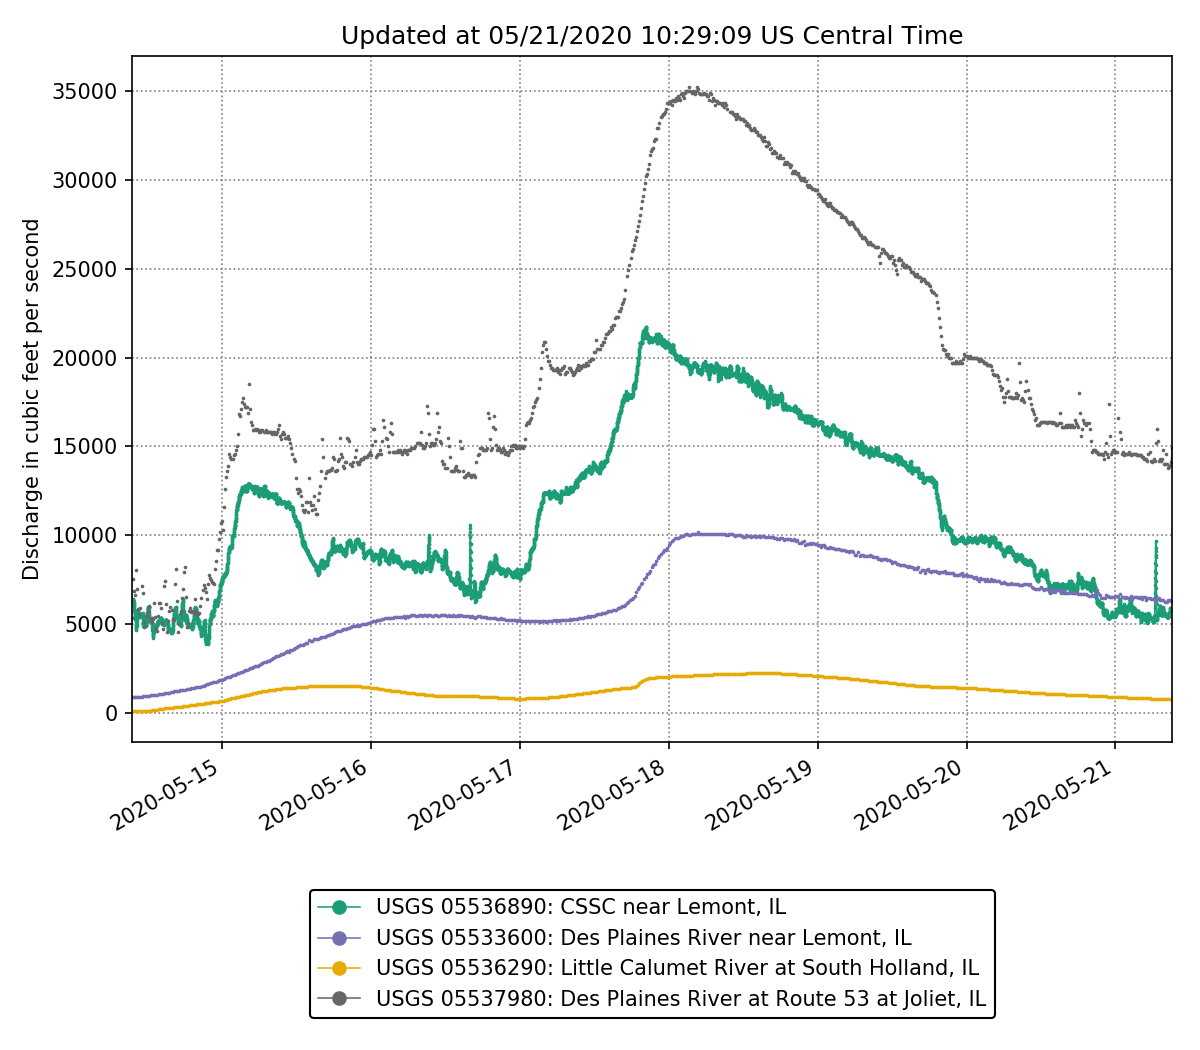 Updated at 05/21/2020 10:29:09 US Central Time
Discharge in cubic feet per second
35000
30000
25000
20000
15000
10000
5000
0
2020-05-15
2020-05-16
2020-05-17
2020-05-18
2020-05-19
2020-05-20
2020-05-21
USGS 05536890: CSSC near Lemont, IL
USGS 05533600: Des Plaines River near Lemont, IL
USGS 05536290: Little Calumet River at South Holland, IL
USGS 05537980: Des Plaines River at Route 53 at Joliet, IL